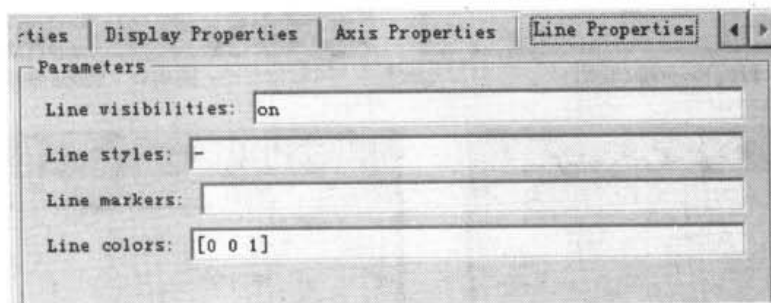 rties Display Properties Axis Properties Line Properties
Parameters
Line visibilities: on
Line styles: -
Line markers:
Line colors: [0 0 1]